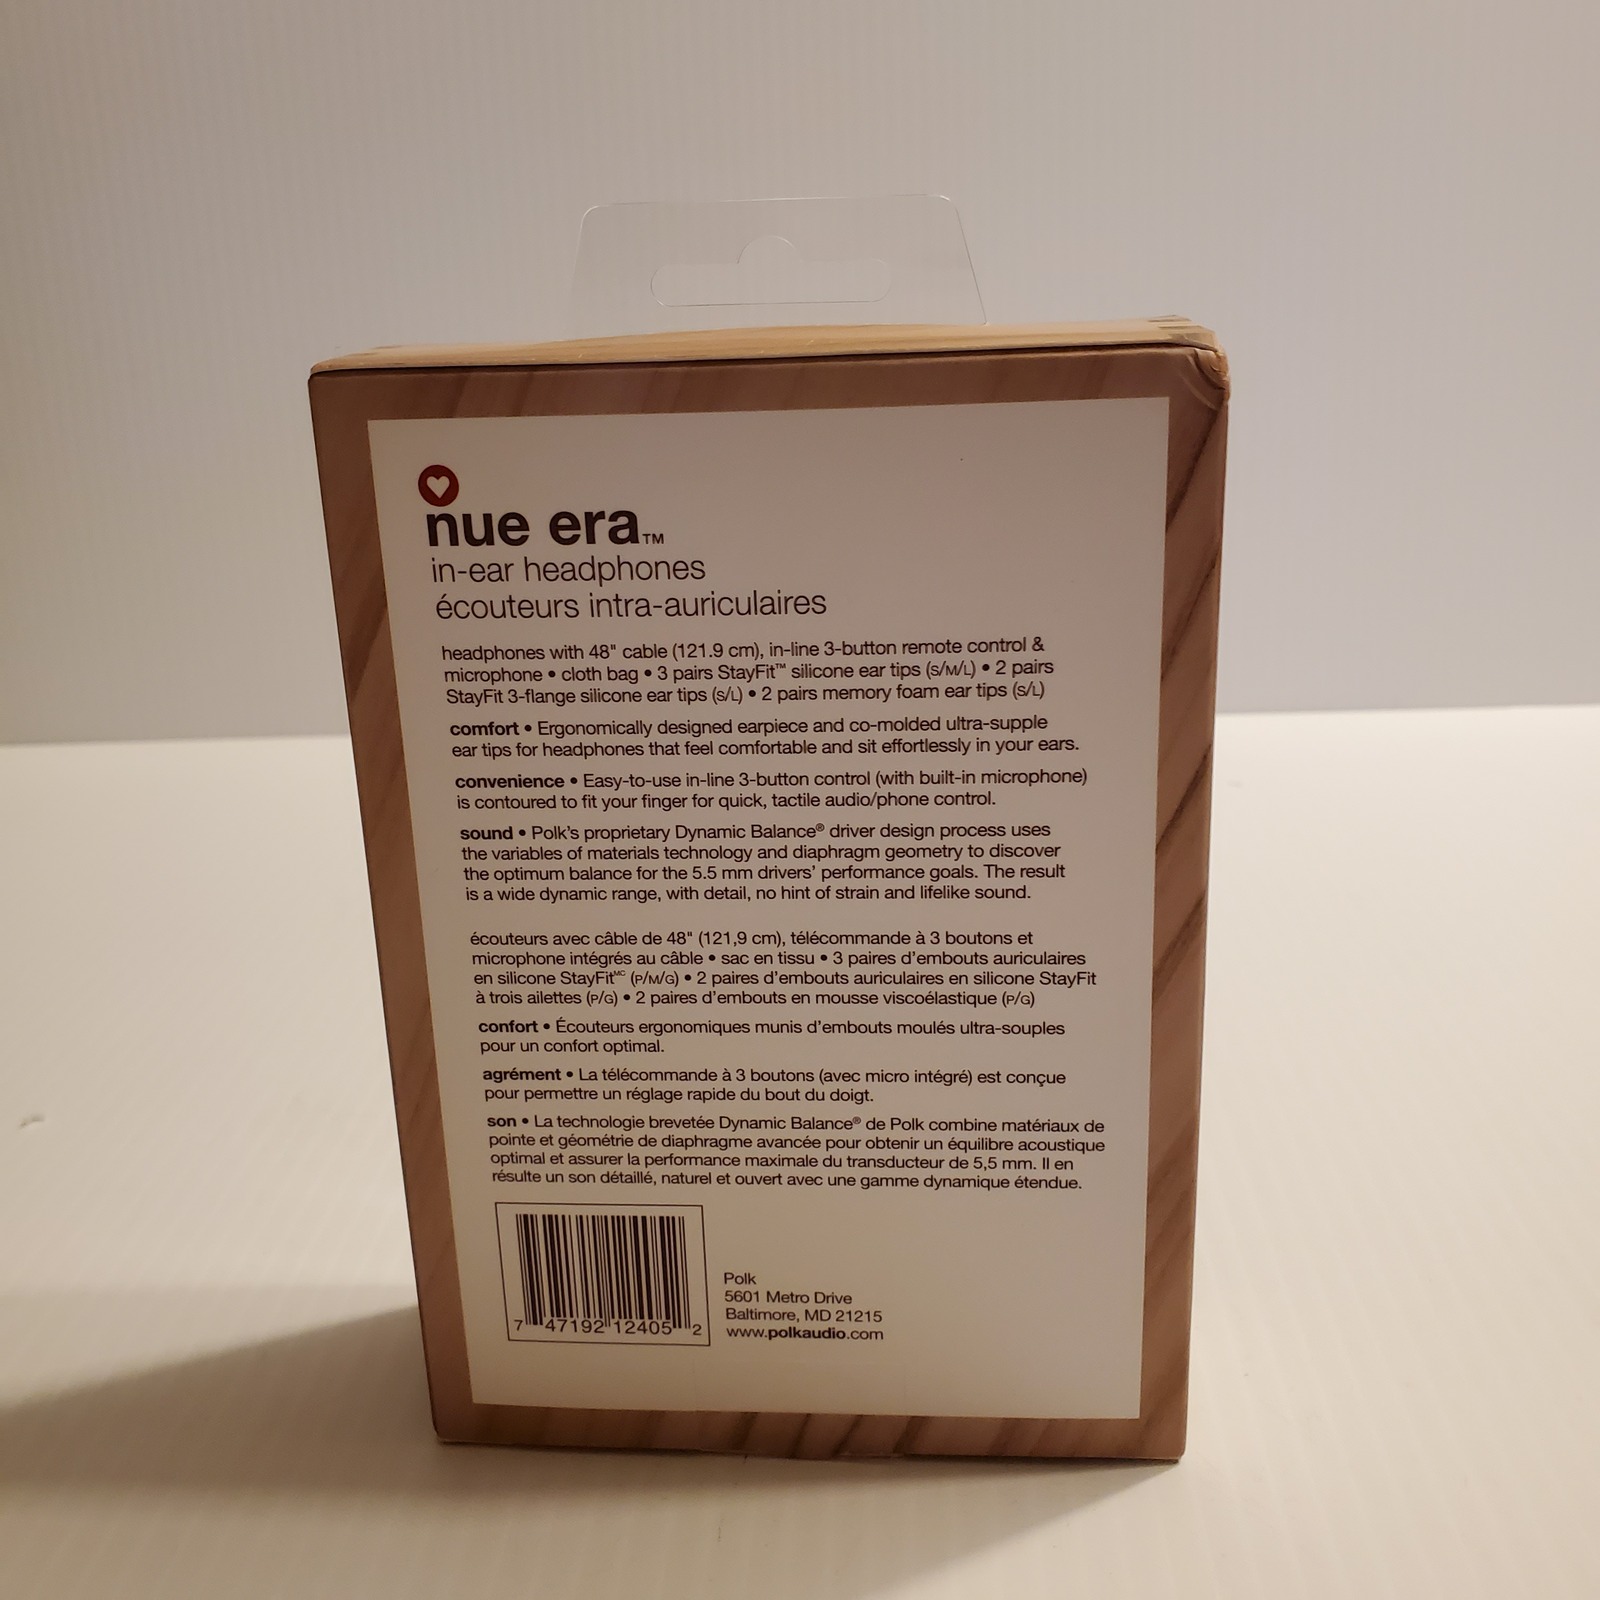 nue era™
in-ear headphones
écouteurs intra-auriculaires
headphones with 48" cable (121.9 cm), in-line 3-button remote control &
microphone • cloth bag • 3 pairs StayFit™ silicone ear tips (S/M/L) • 2 pairs
StayFit 3-flange silicone ear tips (S/L) • 2 pairs memory foam ear tips (S/L)
comfort • Ergonomically designed earpiece and co-molded ultra-supple
ear tips for headphones that feel comfortable and sit effortlessly in your ears.
convenience • Easy-to-use in-line 3-button control (with built-in microphone)
is contoured to fit your finger for quick, tactile audio/phone control.
sound • Polk's proprietary Dynamic Balance® driver design process uses
the variables of materials technology and diaphragm geometry to discover
the optimum balance for the 5.5 mm drivers' performance goals. The result
is a wide dynamic range, with detail, no hint of strain and lifelike sound.
écouteurs avec câble de 48" (121,9 cm), télécommande à 3 boutons et
microphone intégrés au câble • sac en tissu • 3 paires d'embouts auriculaires
en silicone StayFitMC (P/M/G) • 2 paires d'embouts auriculaires en silicone StayFit
à trois ailettes (P/G) • 2 paires d'embouts en mousse viscoélastique (P/G)
confort • Écouteurs ergonomiques munis d'embouts moulés ultra-souples
pour un confort optimal.
agrément • La télécommande à 3 boutons (avec micro intégré) est conçue
pour permettre un réglage rapide du bout du doigt.
son • La technologie brevetée Dynamic Balance® de Polk combine matériaux de
pointe et géométrie de diaphragme avancée pour obtenir un équilibre acoustique
optimal et assurer la performance maximale du transducteur de 5,5 mm. Il en
résulte un son détaillé, naturel et ouvert avec une gamme dynamique étendue.
7 47192 12405 2
Polk
5601 Metro Drive
Baltimore, MD 21215
www.polkaudio.com